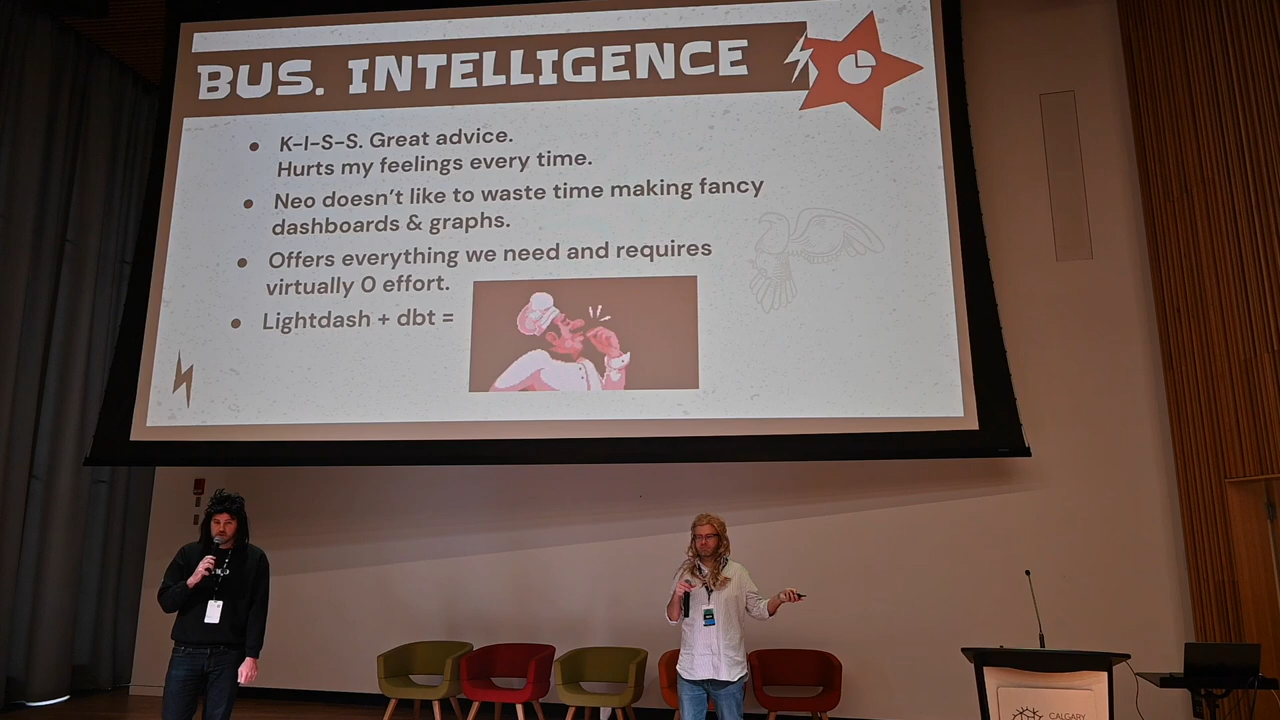 BUS. INTELLIGENCE
K-I-S-S. Great advice.
Hurts my feelings every time.
Neo doesn't like to waste time making fancy
dashboards & graphs.
Offers everything we need and requires
virtually 0 effort.
Lightdash + dbt =
CALGARY